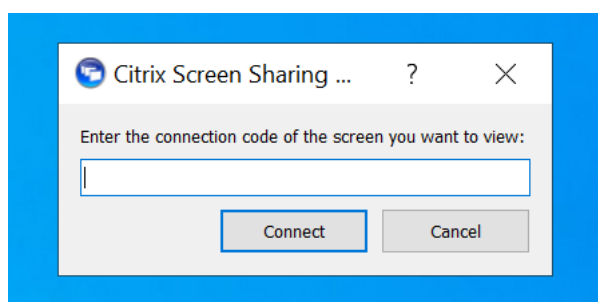 Citrix Screen Sharing ...
Enter the connection code of the screen you want to view:
Connect Cancel